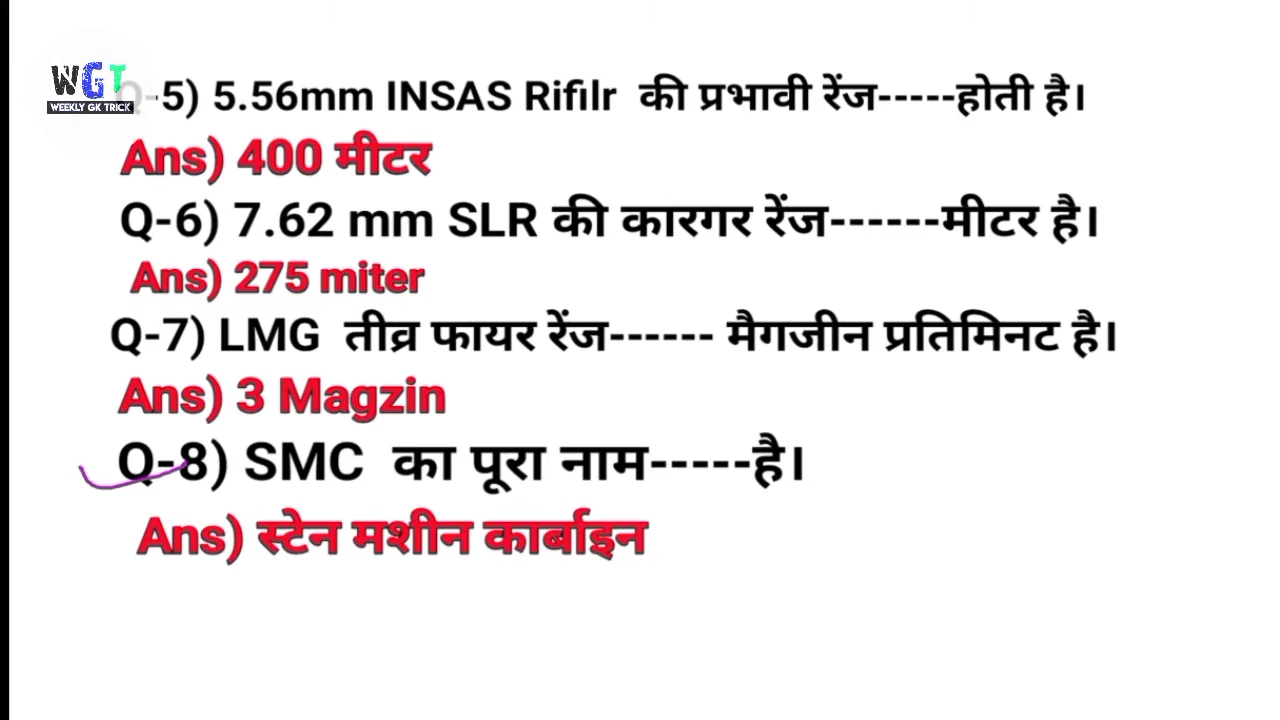 WGT
WEEKLY GK TRICK
Q-5) 5.56mm INSAS Rifilr की प्रभावी रेंज-----होती है।
Ans) 400 मीटर
Q-6) 7.62 mm SLR की कारगर रेंज------मीटर है।
Ans) 275 miter
Q-7) LMG तीव्र फायर रेंज------ मैगजीन प्रतिमिनट है।
Ans) 3 Magzin
Q-8) SMC का पूरा नाम-----है।
Ans) स्टेन मशीन कार्बाइन